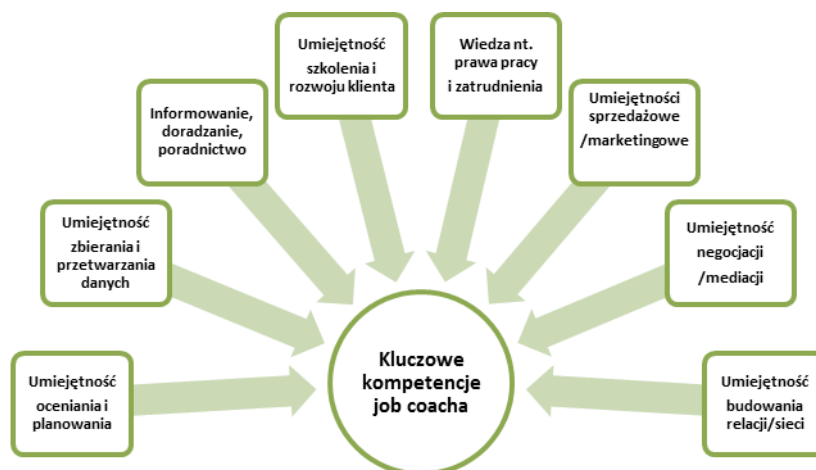 Umiejętność
szkolenia i
rozwoju klienta
Wiedza nt.
prawa pracy
i zatrudnienia
Informowanie,
doradzanie,
poradnictwo
Umiejętności
sprzedażowe
/marketingowe
Umiejętność
zbierania i
przetwarzania
danych
Umiejętność
negocjacji
/mediacji
Umiejętność
oceniania i
planowania
Kluczowe
kompetencje
job coacha
Umiejętność
budowania
relacji/sieci